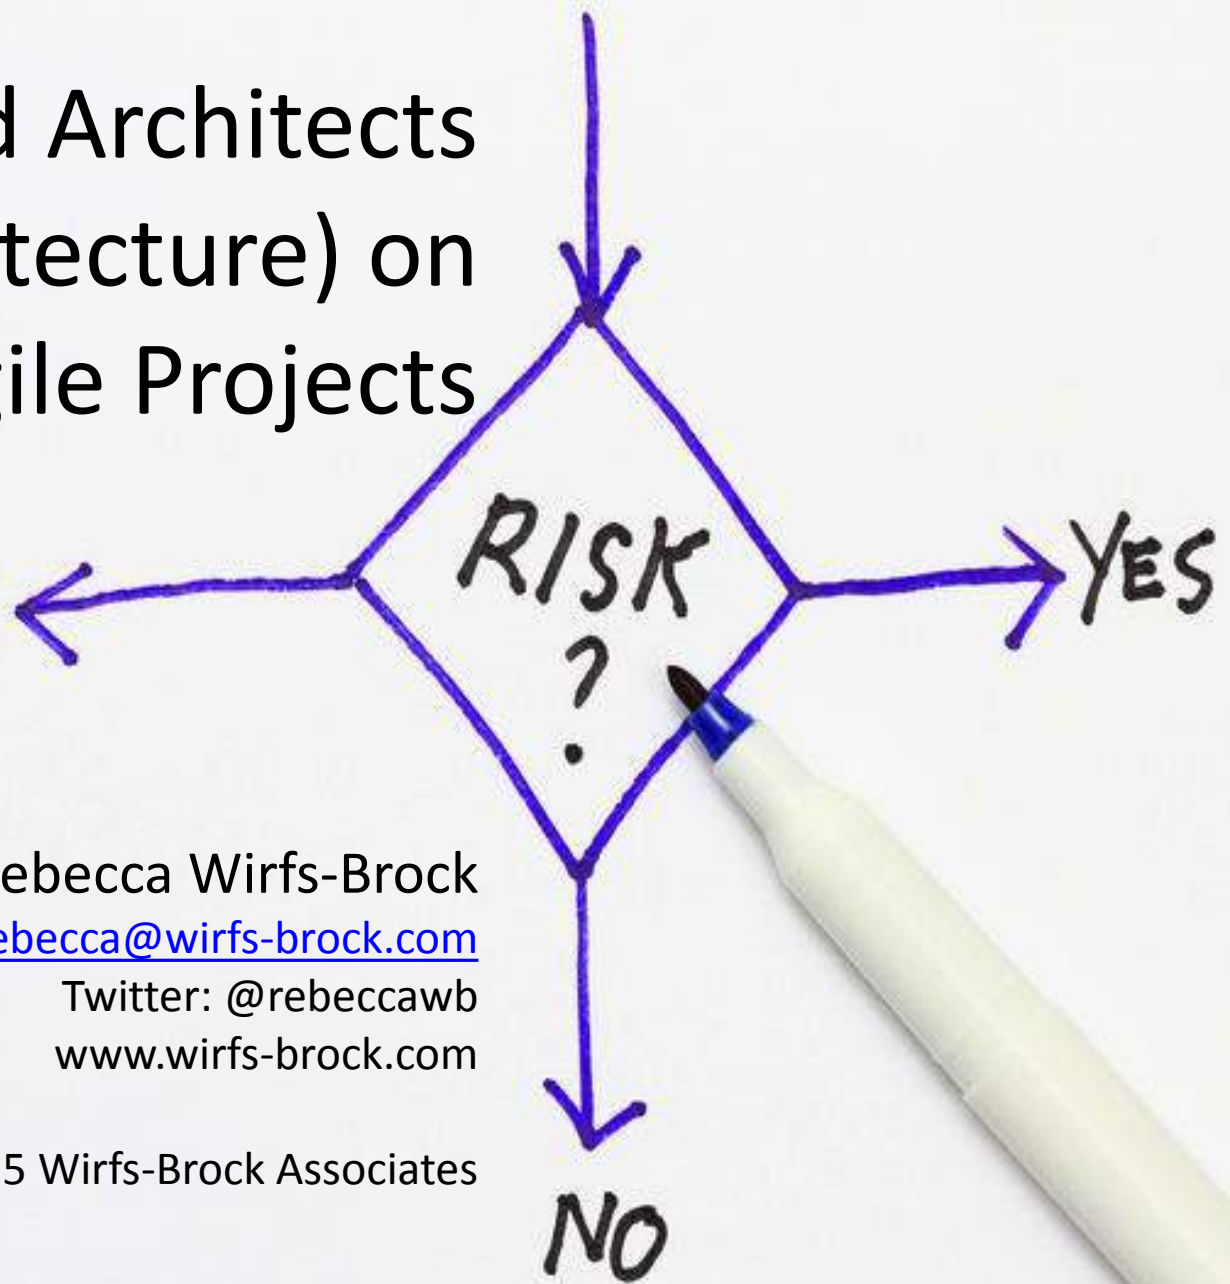 d Architects
tecture) on
gile Projects
RISK
?
YES
ebecca Wirfs-Brock
ebecca@wirfs-brock.com
Twitter: @rebeccawb
www.wirfs-brock.com
5 Wirfs-Brock Associates
NO